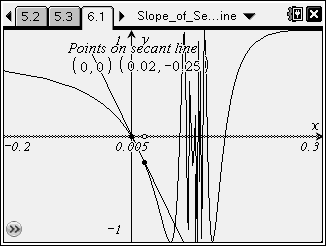 5.2 5.3 6.1 Slope_of_Se...ine
1 y
Points on secant line
(0,0) (0.02,-0.25)
x
-0.2 0.005 0.3
-1